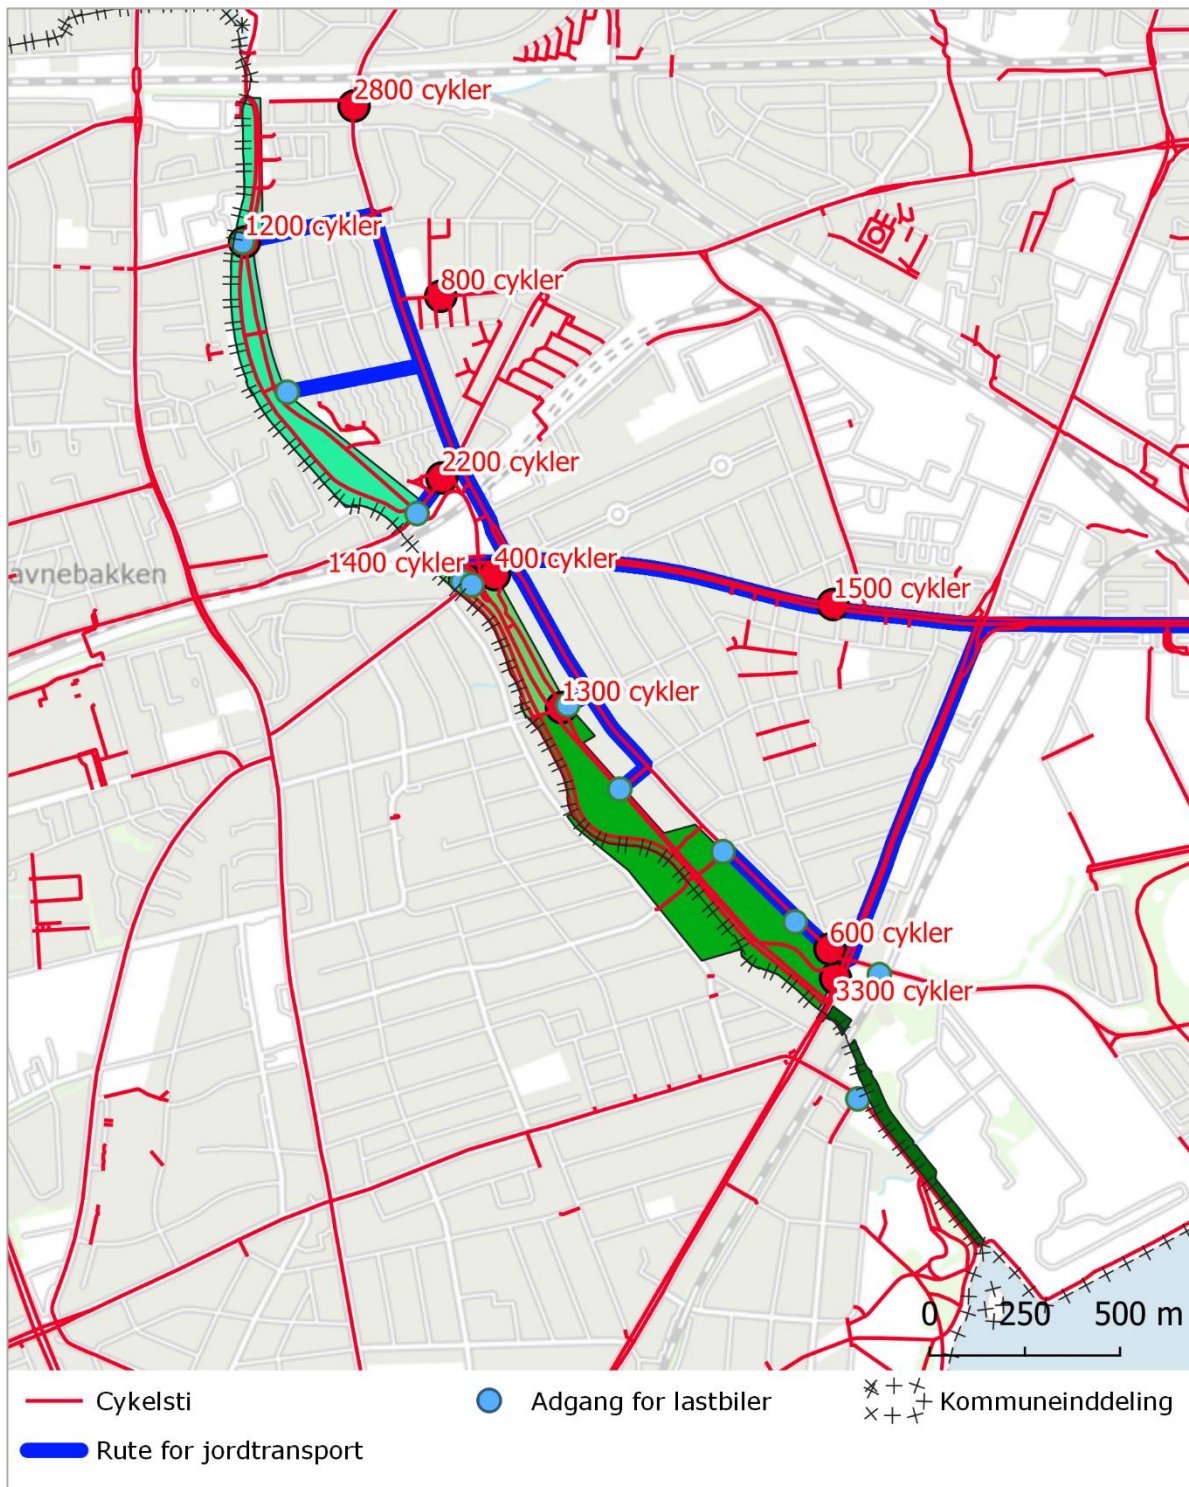 2800 cykler
1200 cykler
800 cykler
2200 cykler
1400 cykler
400 cykler
avnebakken
1500 cykler
1300 cykler
600 cykler
3300 cykler
0 250 500 m
Cykelsti
Adgang for lastbiler
Kommuneinddeling
Rute for jordtransport